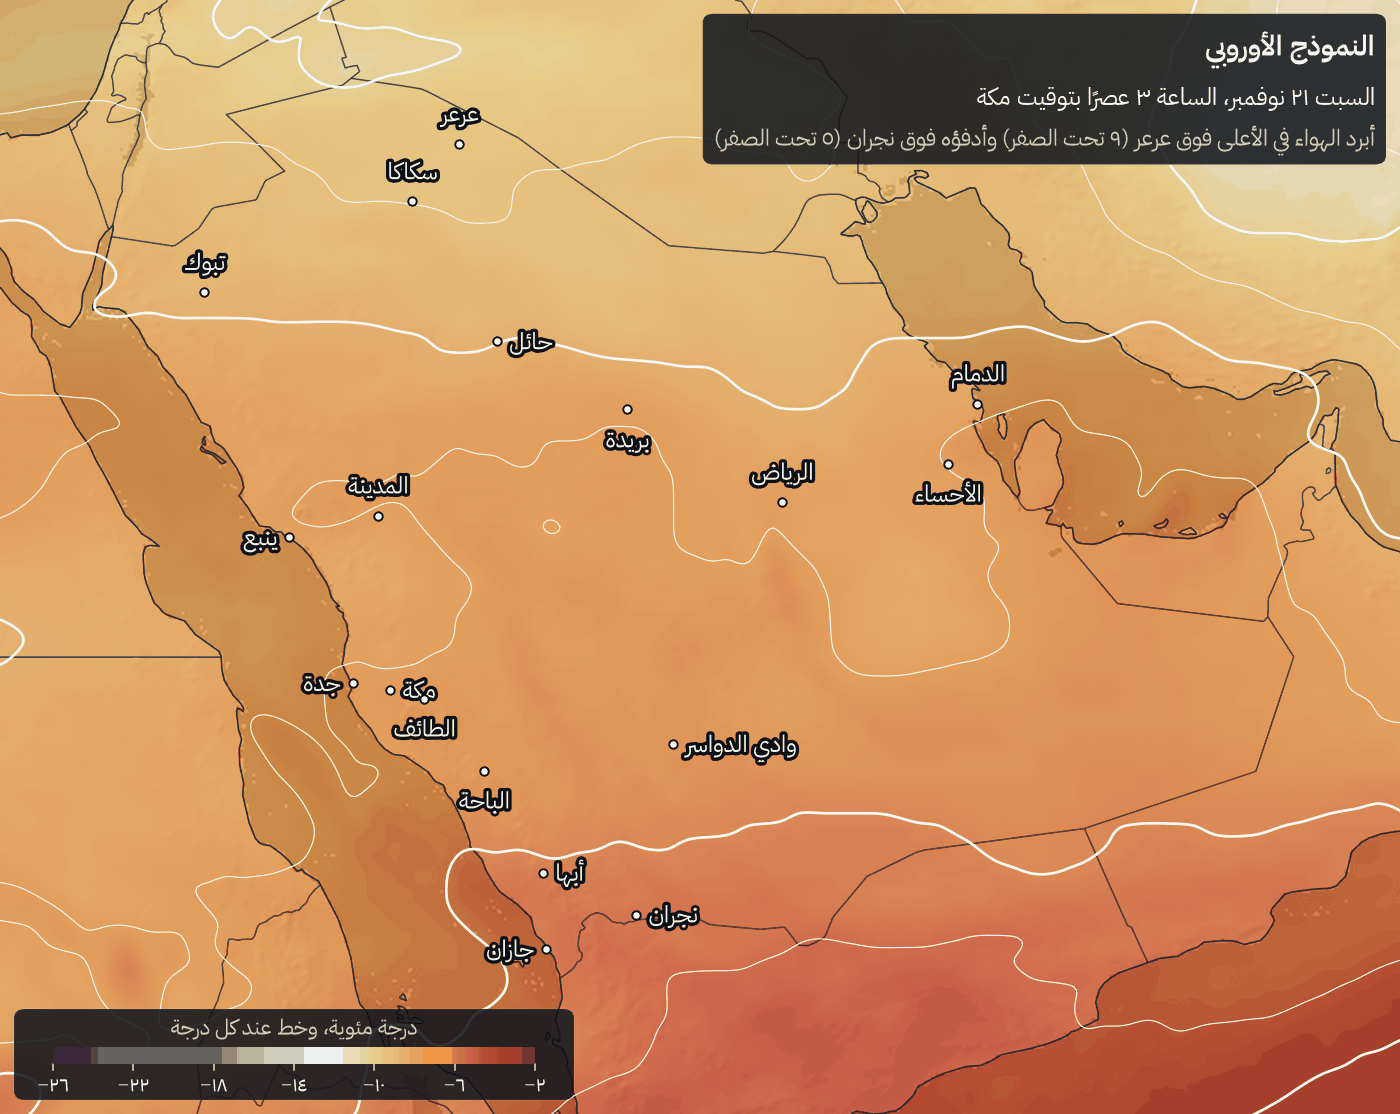 النموذج الأوروبي
السبت ٢١ نوفمبر، الساعة ٣ عصرًا بتوقيت مكة
أبرد الهواء في الأعلى فوق عرعر (٩ تحت الصفر) وأدفؤه فوق نجران (٥ تحت الصفر)
عرعر
سكاكا
تبوك
حائل
الدمام
بريدة
الرياض
المدينة
الأحساء
ينبع
جدة
مكة
الطائف
وادي الدواسر
الباحة
أبها
نجران
جازان
درجة مئوية، وخط عند كل درجة
−٢٦ −٢٢ −١٨ −١٤ −١٠ −٦ −٢